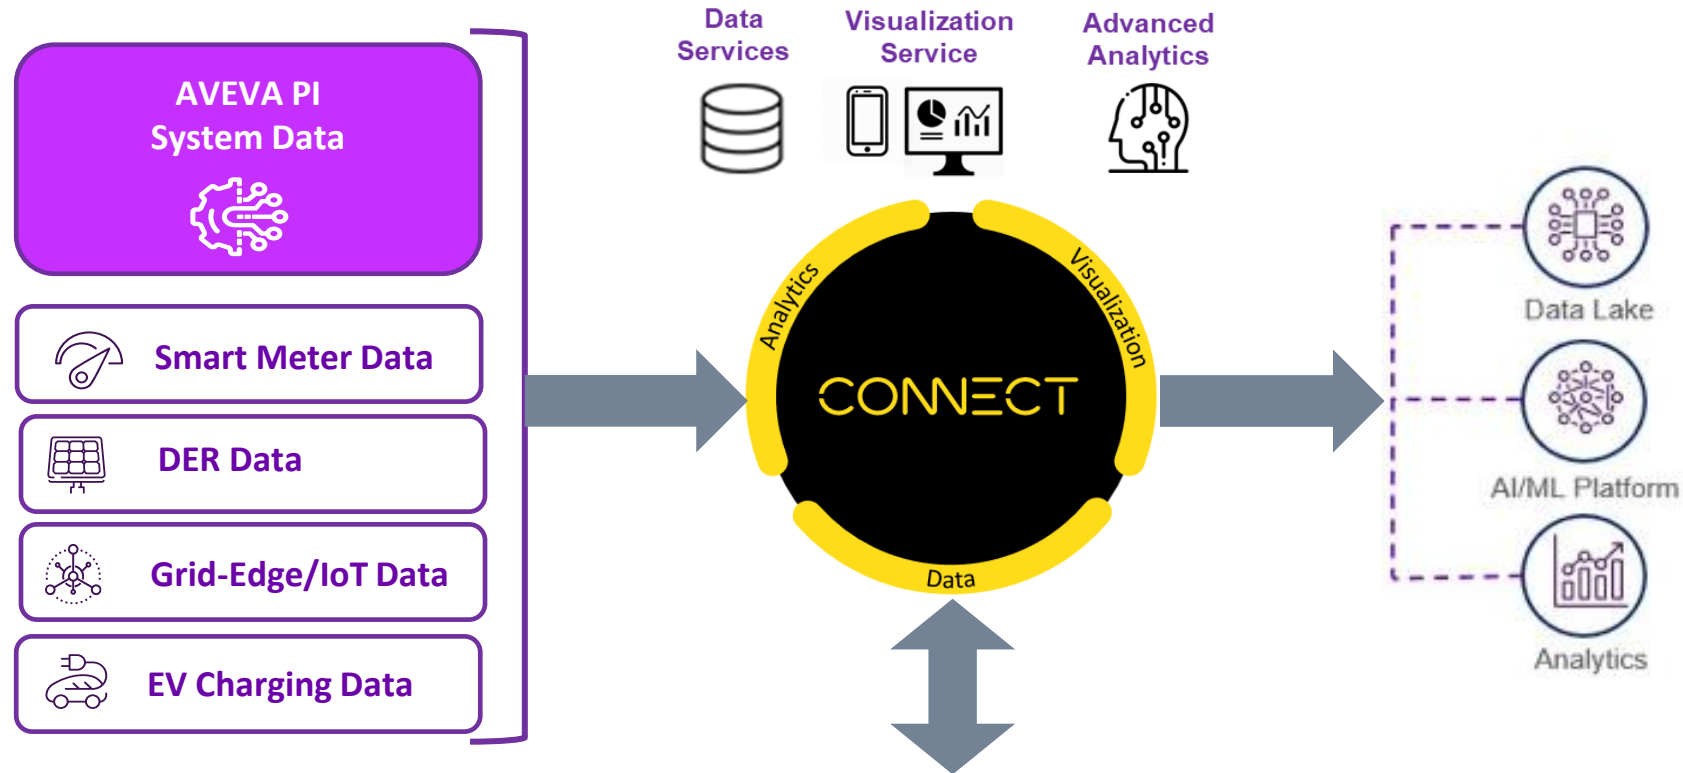 AVEVA PI
System Data
Smart Meter Data
DER Data
Grid-Edge/IoT Data
EV Charging Data
Data
Services
Visualization
Service
Advanced
Analytics
Analytics
Visualization
CONNECT
Data
Data Lake
AI/ML Platform
Analytics